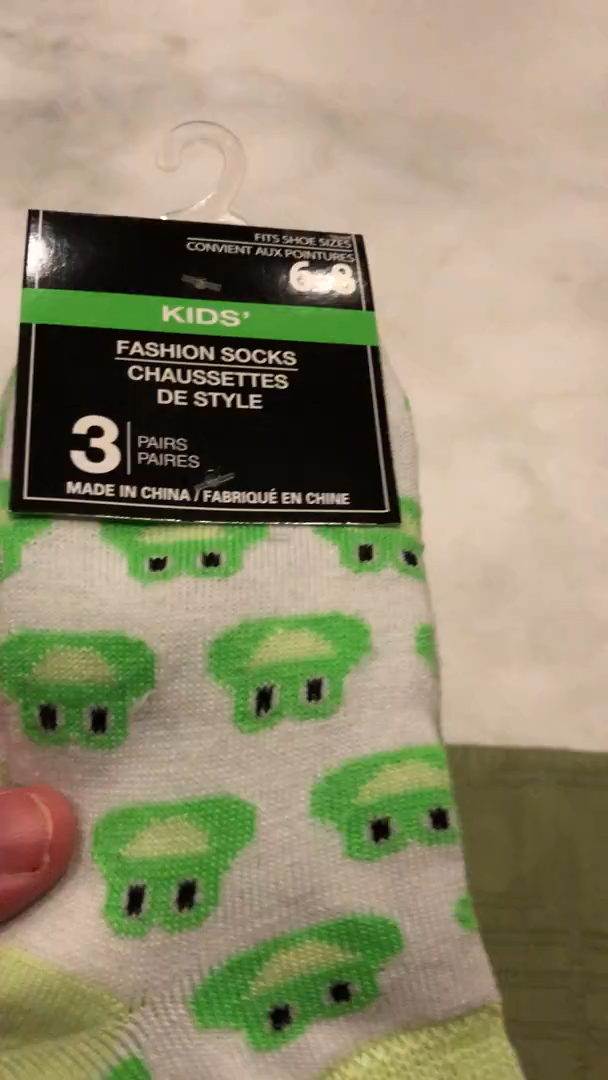 FITS SHOE SIZES
CONVIENT AUX POINTURES
6-8
KIDS'
FASHION SOCKS
CHAUSSETTES
DE STYLE
3 PAIRS
PAIRES
MADE IN CHINA / FABRIQUÉ EN CHINE